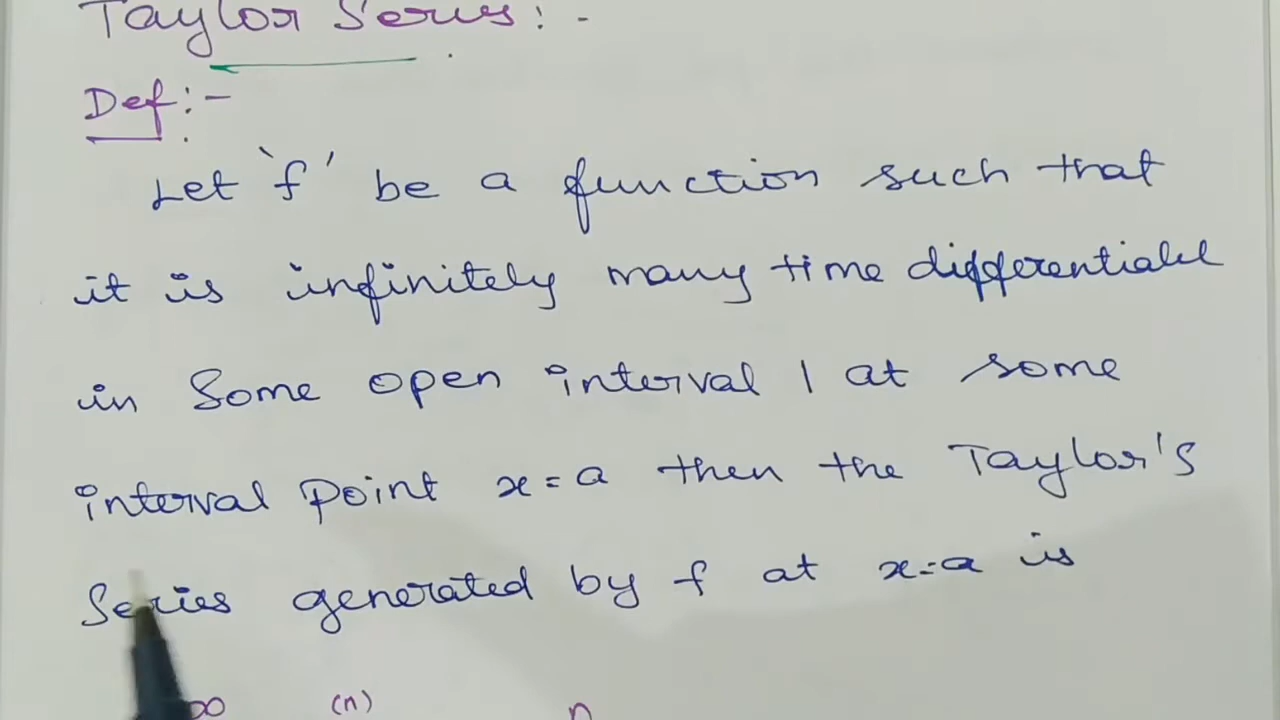 Taylor Series: -
Def:-
Let 'f' be a function such that
it is infinitely many time differentiabl
in Some open interval I at some
interval Point x=a then the Taylor's
Series generated by f at x=a is
∞ (n) n